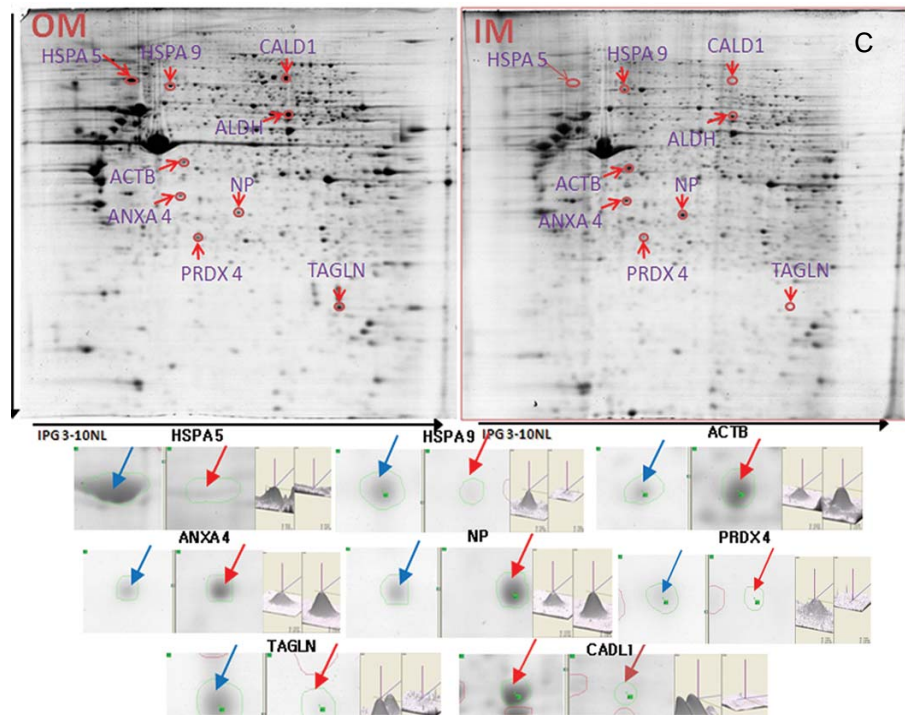 OM
HSPA 5
HSPA 9
CALD1
ALDH
ACTB
NP
ANXA 4
PRDX 4
TAGLN
IM
C
HSPA 5
HSPA 9
CALD1
ALDH
ACTB
NP
ANXA 4
PRDX 4
TAGLN
IPG 3-10NL
IPG 3-10NL
HSPA5
HSPA9
ACTB
ANXA4
NP
PRDX4
TAGLN
CADL1